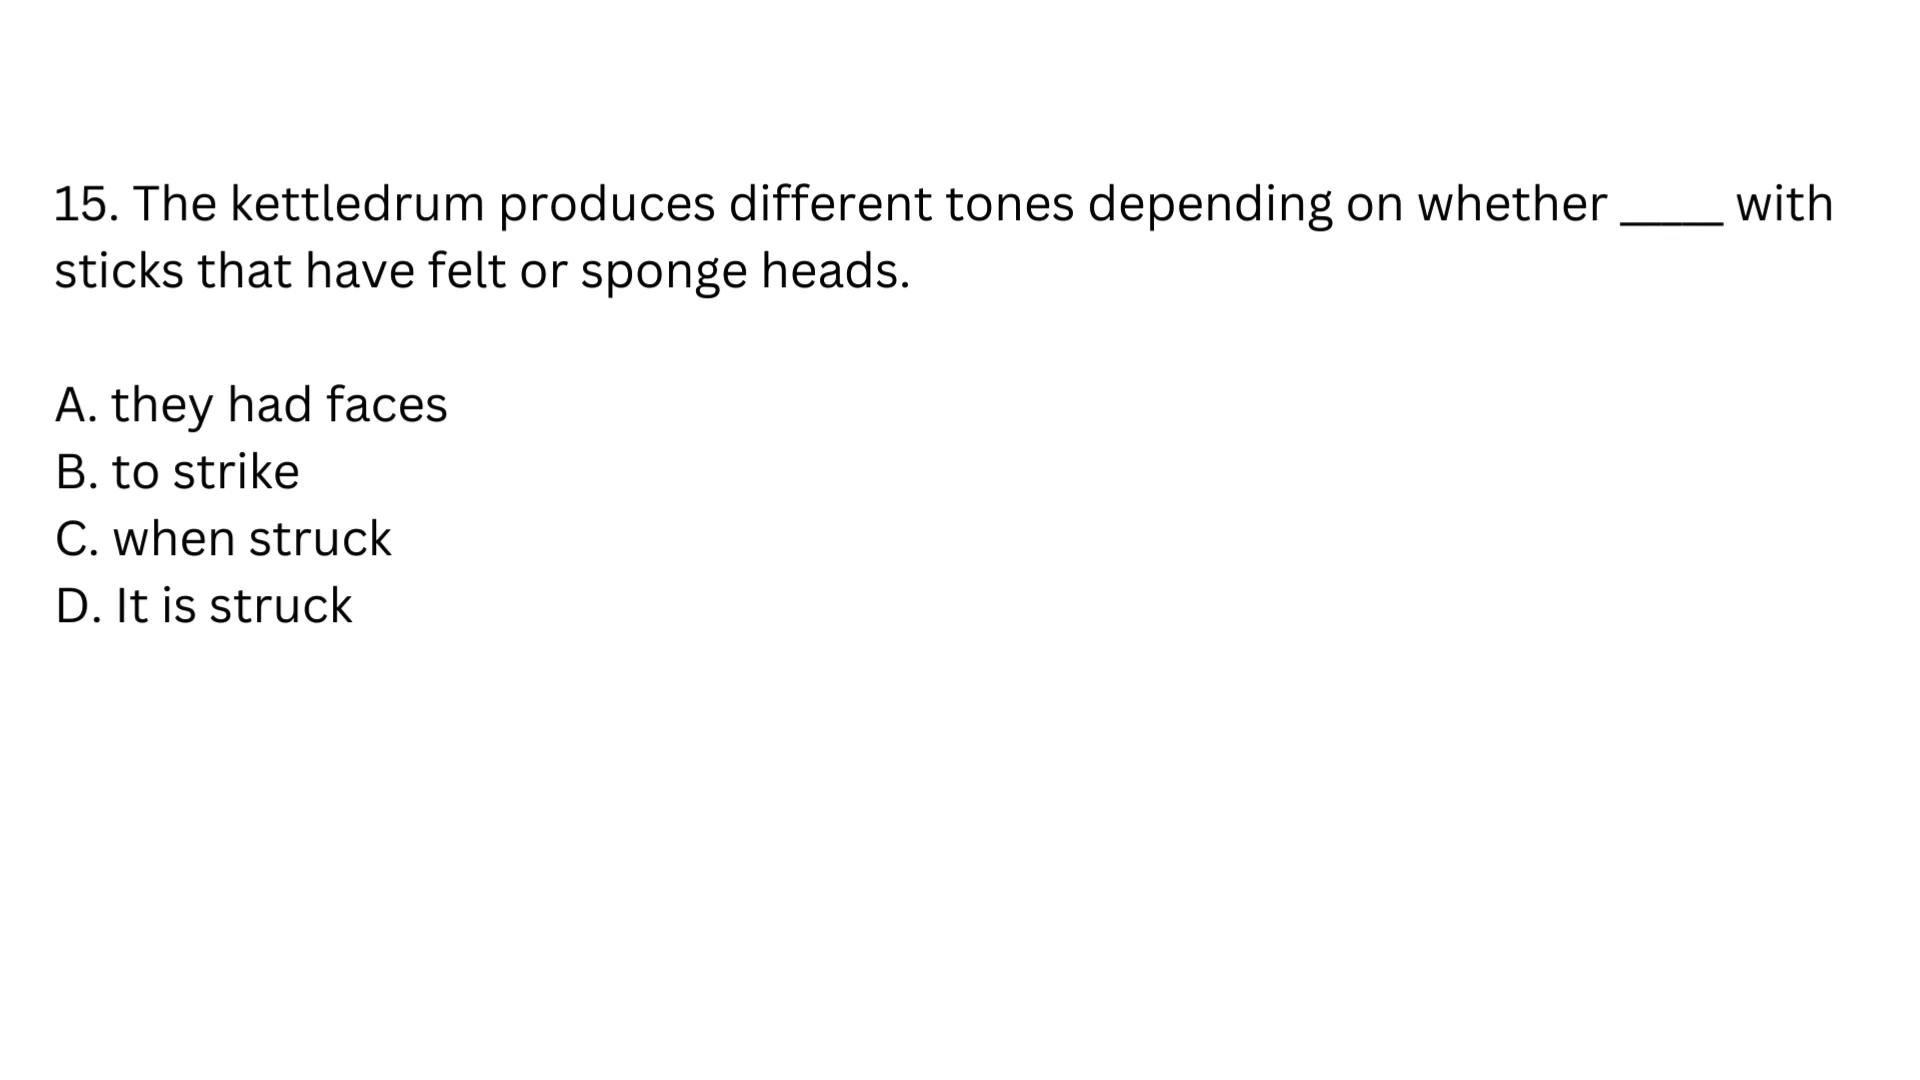 15. The kettledrum produces different tones depending on whether _____ with
sticks that have felt or sponge heads.
A. they had faces
B. to strike
C. when struck
D. It is struck